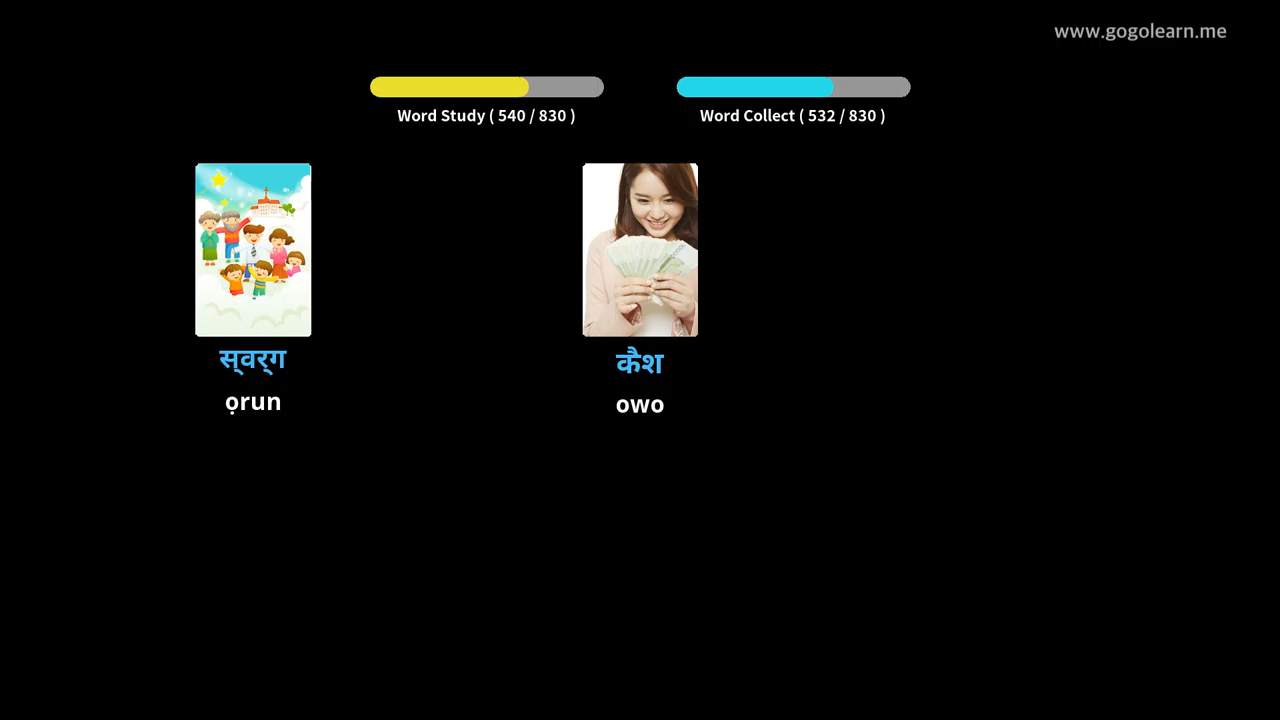 www.gogolearn.me
Word Study ( 540 / 830 )
Word Collect ( 532 / 830 )
स्‌वर्‌ग
ọrun
कैश
owo